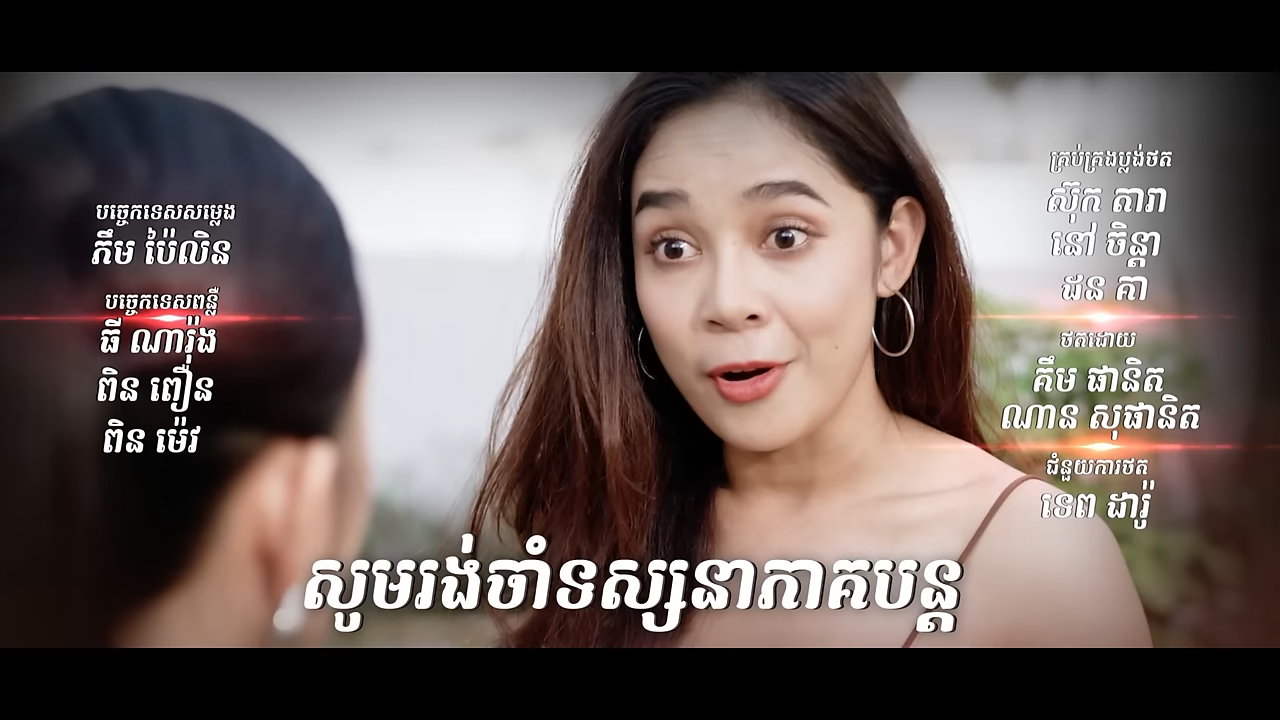 បច្ចេកទេសសម្លេង
ភឹម ប៉ៃលិន
បច្ចេកទេសពន្លឺ
ធី ណារ៉ុង
ពិន ពឿន
ពិន ម៉េវ
គ្រប់គ្រងប្លង់ថត
ស៊ុក តារា
នៅ ចិន្តា
ដន គា
ថតដោយ
គឹម ផានិត
ណាន សុផានិត
ជំនួយការថត
ទេព ដារ៉ូ
សូមរង់ចាំទស្សនាភាគបន្ត